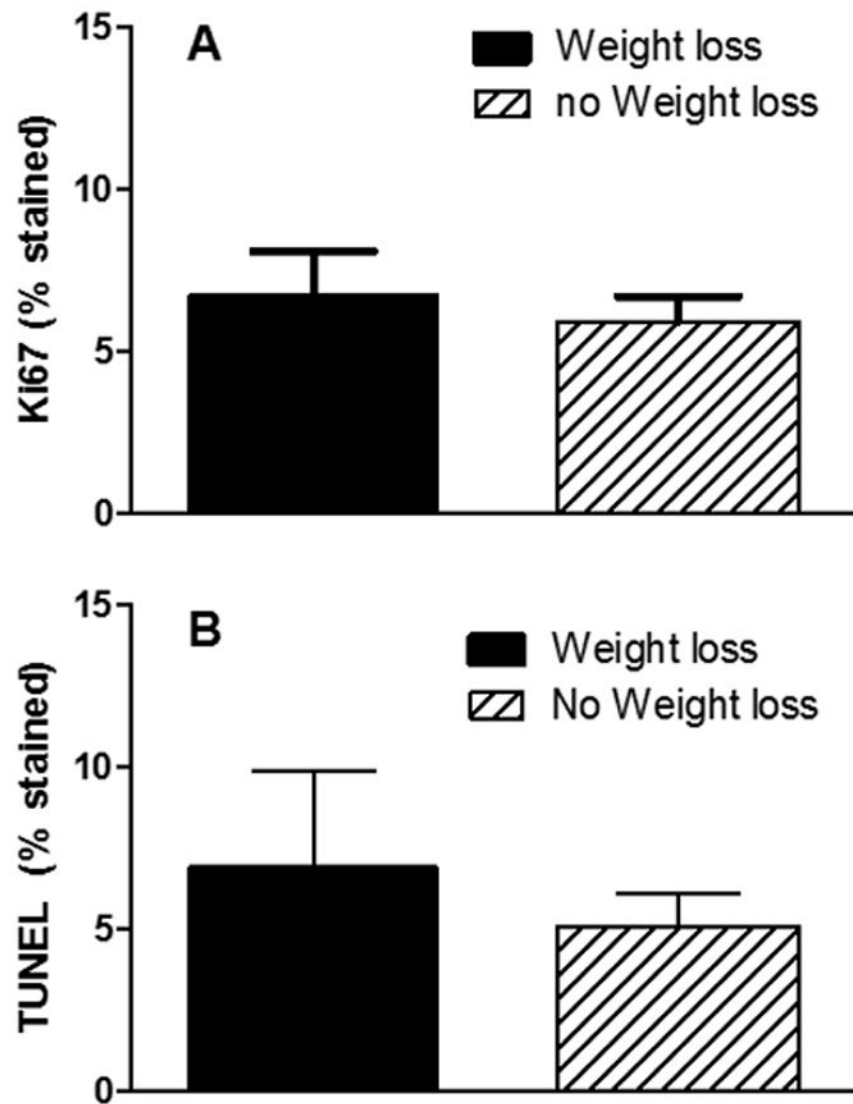 A
Weight loss
no Weight loss
Ki67 (% stained)
15
10
5
0
B
Weight loss
No Weight loss
TUNEL (% stained)
15
10
5
0